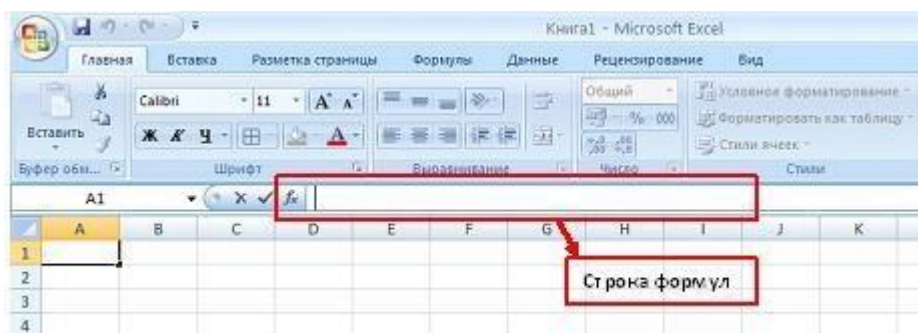 Книга1 - Microsoft Excel
Главная Вставка Разметка страницы Формулы Данные Рецензирование Вид
Calibri 11 А А Общий Условное форматирование
Вставить Ж К Ч А % 000 Форматировать как таблицу
Стили ячеек
Буфер обм... Шрифт Выравнивание Число Стили
A1 fx
A B C D E F G H I J K
1
2 Строка формул
3
4